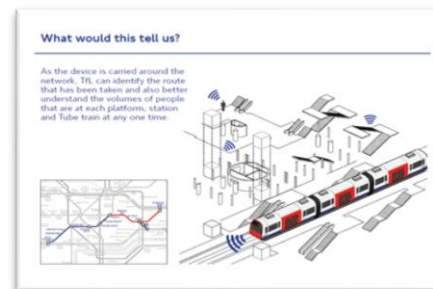 What would this tell us?
As the device is carried around the
network. TfL can identify the route
that has been taken and also better
understand the volumes of people
that are at each platform, station
and Tube train at any one time.